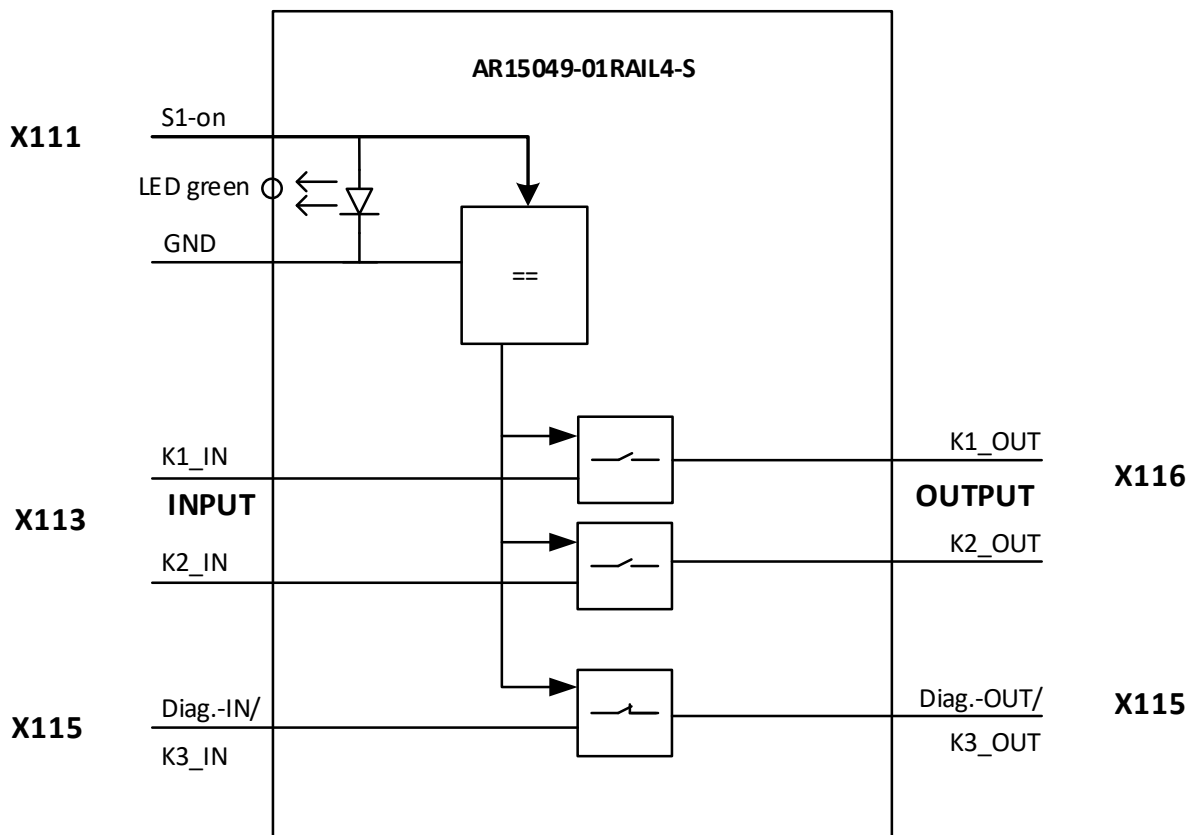 AR15049-01RAIL4-S
X111
S1-on
LED green
GND
==
K1_IN
K1_OUT
X113
INPUT
OUTPUT
X116
K2_IN
K2_OUT
X115
Diag.-IN/
K3_IN
Diag.-OUT/
K3_OUT
X115